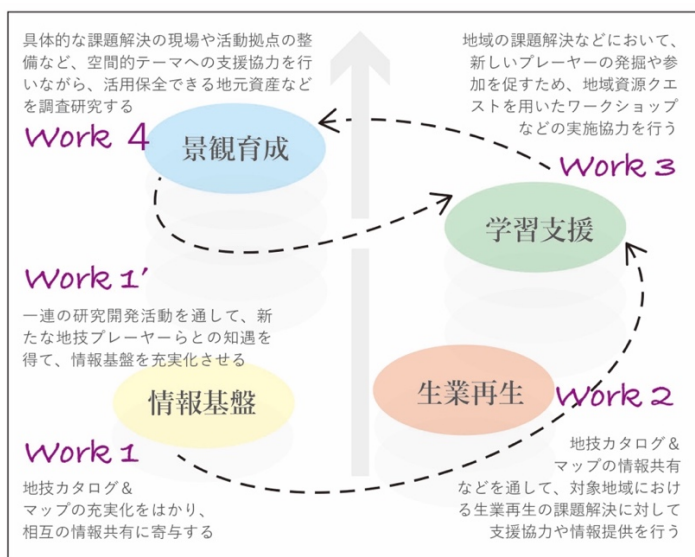 具体的な課題解決の現場や活動拠点の整
備など、空間的テーマへの支援協力を行
いながら、活用保全できる地元資産など
を調査研究する
Work 4
景観育成
地域の課題解決などにおいて、
新しいプレーヤーの発掘や参
加を促すため、地域資源クエ
ストを用いたワークショップ
などの実施協力を行う
Work 3
学習支援
Work 1′
一連の研究開発活動を通して、新
たな地技プレーヤーらとの知遇を
得て、情報基盤を充実化させる
情報基盤
Work 1
地技カタログ&
マップの充実化をはかり、
相互の情報共有に寄与する
生業再生
Work 2
地技カタログ&
マップの情報共有
などを通して、対象地域におけ
る生業再生の課題解決に対して
支援協力や情報提供を行う